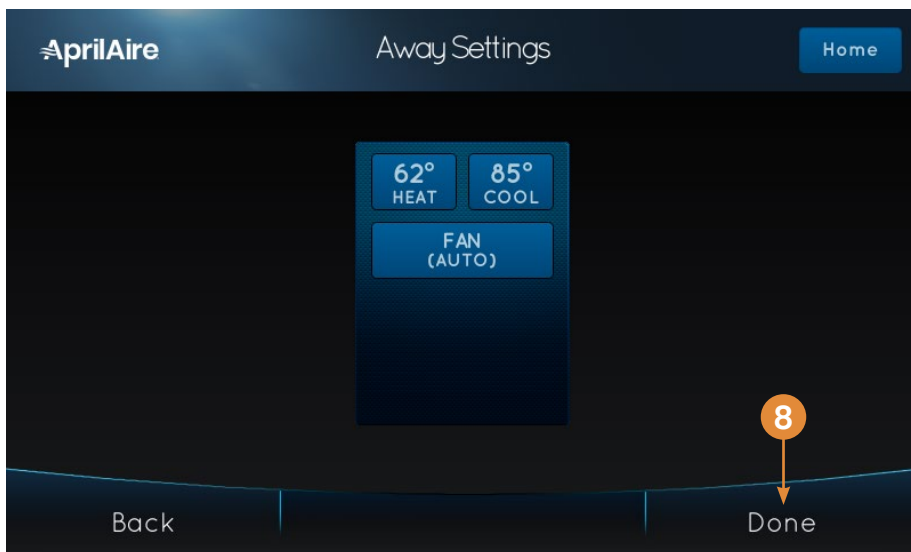 AprilAire
Away Settings
Home
62° 85°
HEAT COOL
FAN
(AUTO)
8
Back
Done